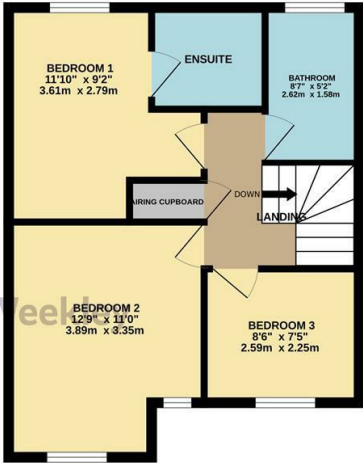 BEDROOM 1
11'10" x 9'2"
3.61m x 2.79m
ENSUITE
BATHROOM
8'7" x 5'2"
2.62m x 1.58m
AIRING CUPBOARD
DOWN
LANDING
BEDROOM 2
12'9" x 11'0"
3.89m x 3.35m
BEDROOM 3
8'6" x 7'5"
2.59m x 2.25m